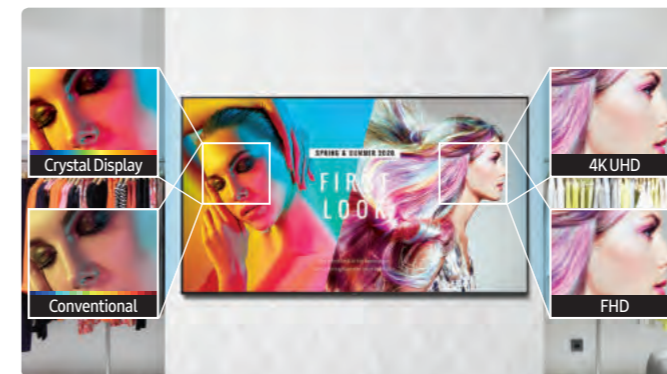 Crystal Display
Conventional
SPRING & SUMMER 2020
FIRST
LOOK
4K UHD
FHD